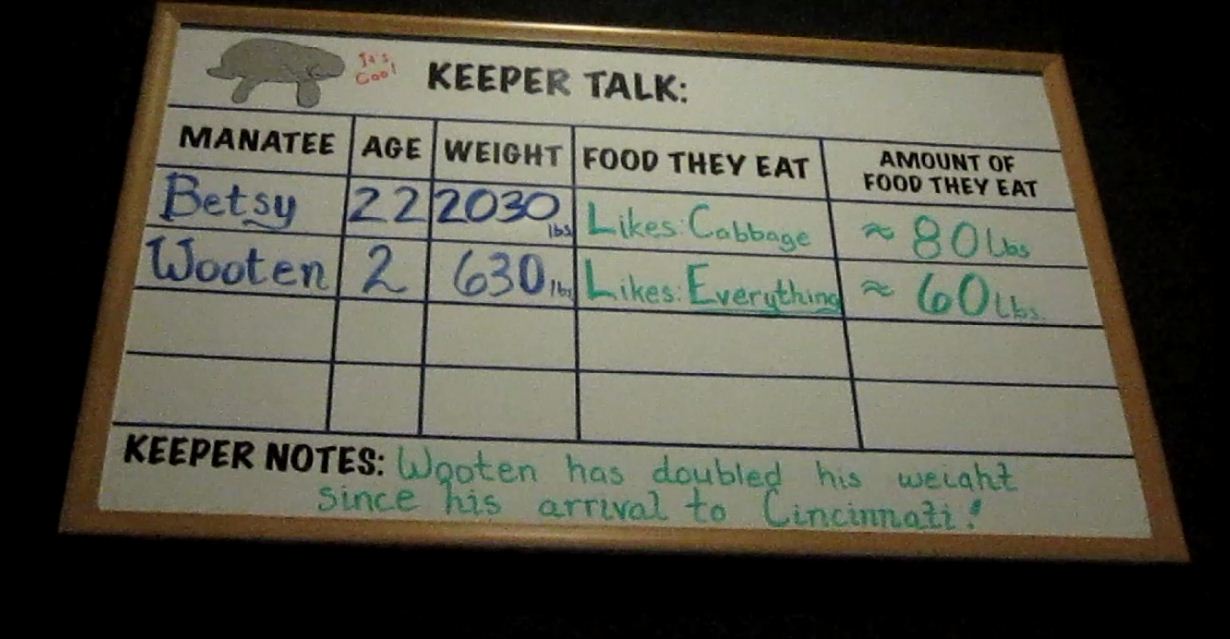 It's
Cool
KEEPER TALK:
MANATEE AGE WEIGHT FOOD THEY EAT AMOUNT OF FOOD THEY EAT
Betsy 22 2030 lbs Likes: Cabbage ≈ 80 Lbs
Wooten 2 630 lbs Likes: Everything ≈ 60 Lbs.
KEEPER NOTES: Wooten has doubled his weight
since his arrival to Cincinnati!